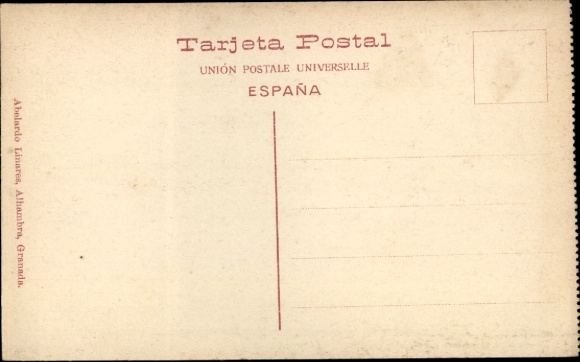 Tarjeta Postal
UNIÓN POSTALE UNIVERSELLE
ESPAÑA
Abelardo Linares, Alhambra, Granada.